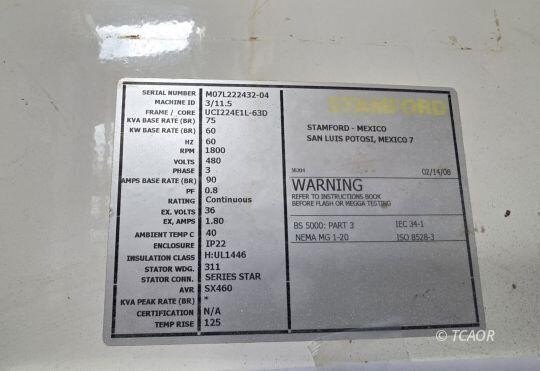 SERIAL NUMBER M07L222432-04
MACHINE ID 3/11.5
FRAME / CORE UCI224E1L-63D
KVA BASE RATE (BR) 75
KW BASE RATE (BR) 60
HZ 60
RPM 1800
VOLTS 480
PHASE 3
AMPS BASE RATE (BR) 90
PF 0.8
RATING Continuous
EX. VOLTS 36
EX, AMPS 1.80
AMBIENT TEMP C 40
ENCLOSURE IP22
INSULATION CLASS H:UL1446
STATOR WDG. 311
STATOR CONN. SERIES STAR
AVR SX460
KVA PEAK RATE (BR) *
CERTIFICATION N/A
TEMP RISE 125
STAMFORD
STAMFORD - MEXICO
SAN LUIS POTOSI, MEXICO 7
02/14/08
WARNING
REFER TO INSTRUCTIONS BOOK
BEFORE FLASH OR MEGGA TESTING
BS 5000: PART 3 IEC 34-1
NEMA MG 1-20 ISO 8528-3
© TCAOR